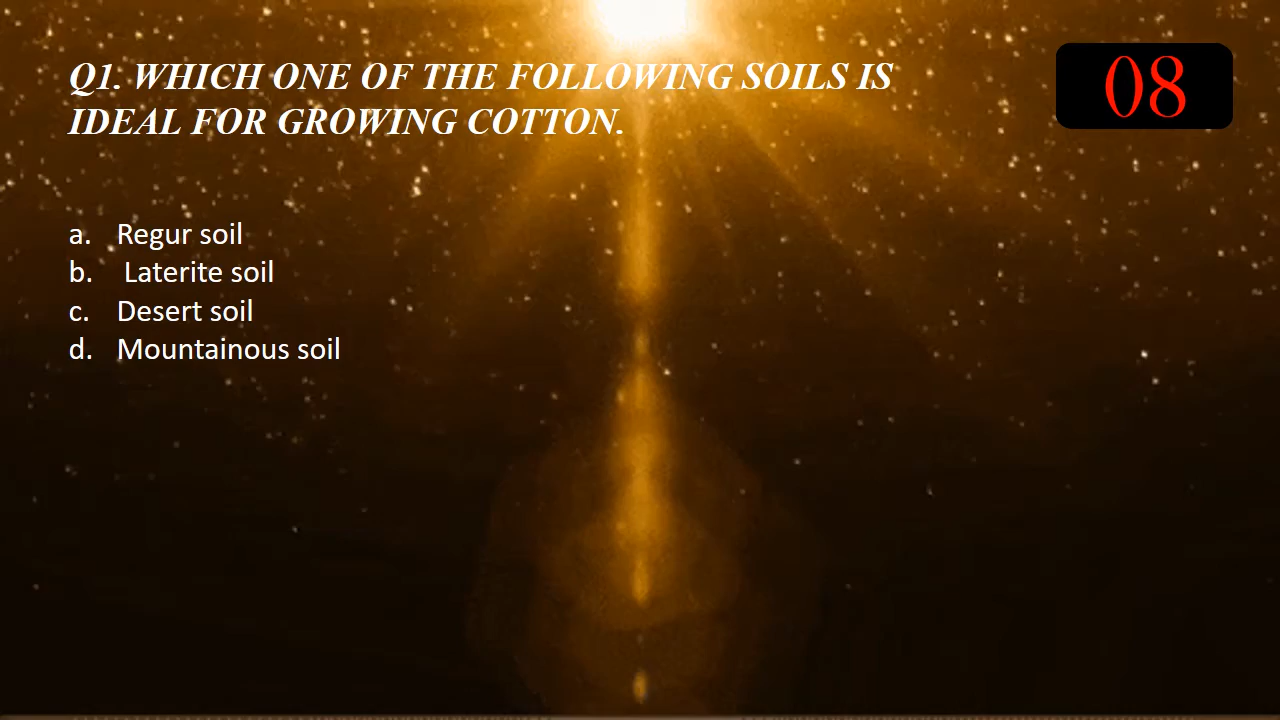 Q1. WHICH ONE OF THE FOLLOWING SOILS IS
IDEAL FOR GROWING COTTON.
08
a. Regur soil
b. Laterite soil
c. Desert soil
d. Mountainous soil